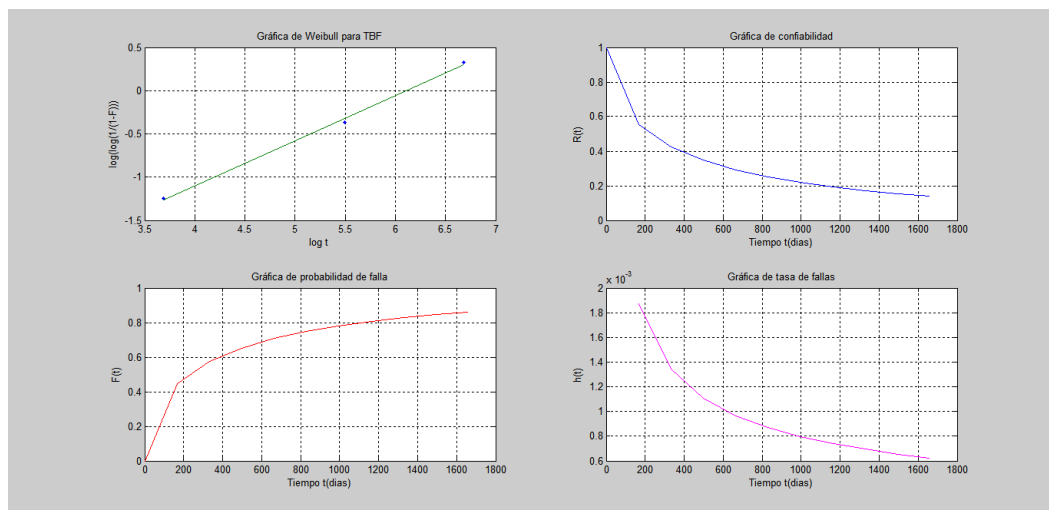 Gráfica de Weibull para TBF
0.5
0
-0.5
-1
-1.5
log(log(1/(1-F)))
3.5 4 4.5 5 5.5 6 6.5 7
log t
Gráfica de confiabilidad
1
0.8
0.6
0.4
0.2
0
R(t)
0 200 400 600 800 1000 1200 1400 1600 1800
Tiempo t(dias)
Gráfica de probabilidad de falla
1
0.8
0.6
0.4
0.2
0
F(t)
0 200 400 600 800 1000 1200 1400 1600 1800
Tiempo t(dias)
Gráfica de tasa de fallas
x 10⁻³
2
1.8
1.6
1.4
1.2
1
0.8
0.6
h(t)
0 200 400 600 800 1000 1200 1400 1600 1800
Tiempo t(dias)